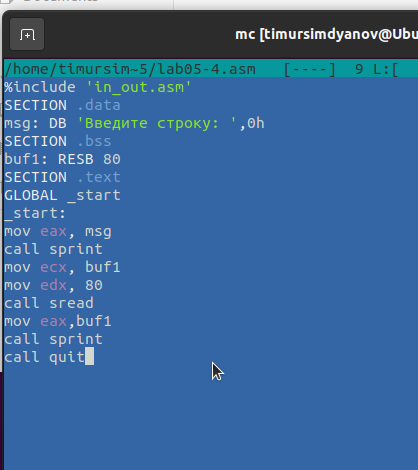 mc [timursimdyanov@Ubu
/home/timursim~5/lab05-4.asm   [----]  9 L:[
%include 'in_out.asm'
SECTION .data
msg: DB 'Введите строку: ',0h
SECTION .bss
buf1: RESB 80
SECTION .text
GLOBAL _start
_start:
mov eax, msg
call sprint
mov ecx, buf1
mov edx, 80
call sread
mov eax,buf1
call sprint
call quit